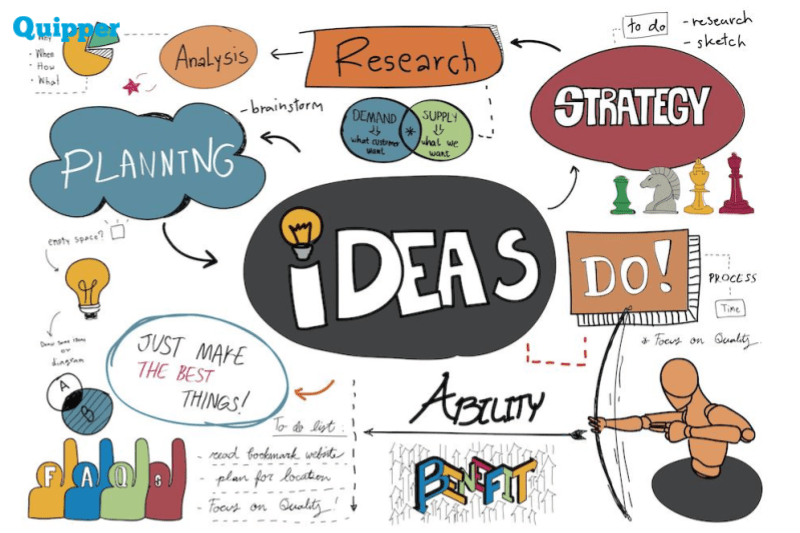 Quipper
Why
- When
- How
- What
Analysis
Research
to do
- research
- sketch
STRATEGY
- brainstorm
DEMAND
what customer
want
*
SUPPLY
what we
want
PLANNING
iDEAS
empty space?
DO!
PROCESS
Time
* Focus on Quality.
Draw some ideas
or
diagram
A
B
JUST MAKE
THE BEST
THINGS!
ABILITY
To do list:
- read bookmark website
- plan for location
- Focus on Quality!
BENEFIT
FAQs